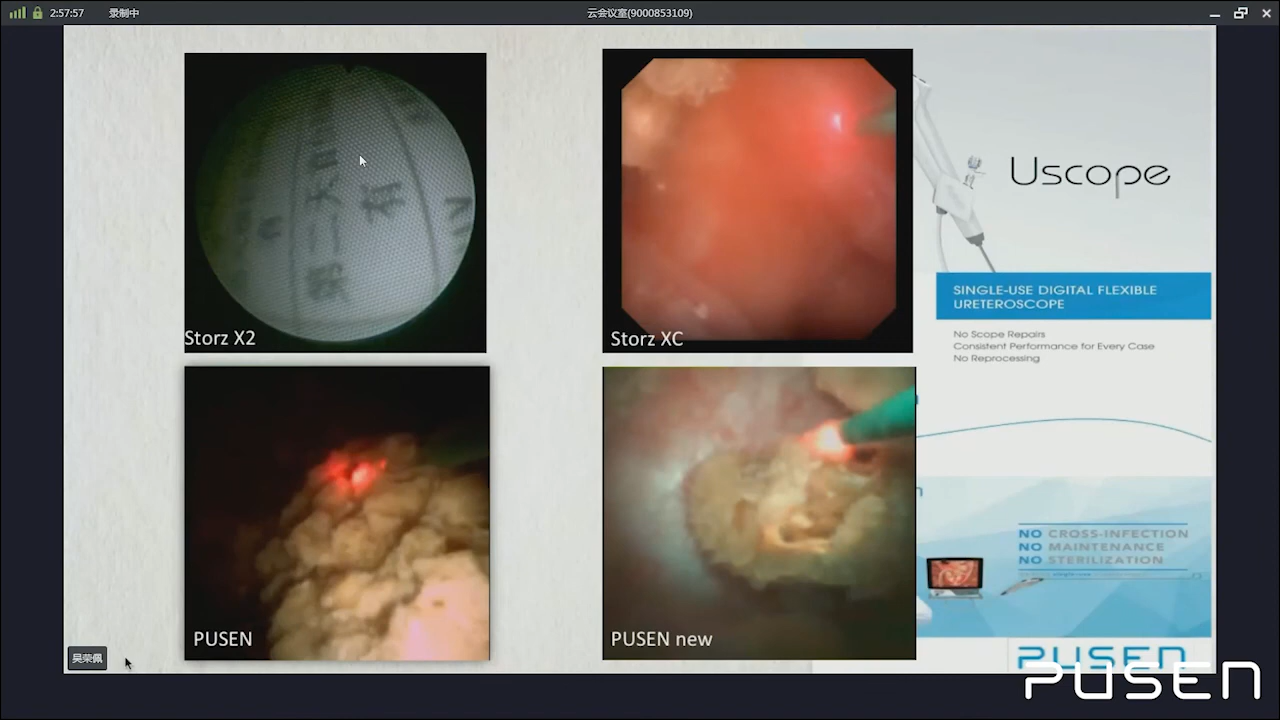 2:57:57 录制中 云会议室(9000853109)
Storz X2
Storz XC
PUSEN
PUSEN new
Uscope
SINGLE-USE DIGITAL FLEXIBLE
URETEROSCOPE
No Scope Repairs
Consistent Performance for Every Case
No Reprocessing
NO CROSS-INFECTION
NO MAINTENANCE
NO STERILIZATION
PUSEN
PUSEN
吴荣佩